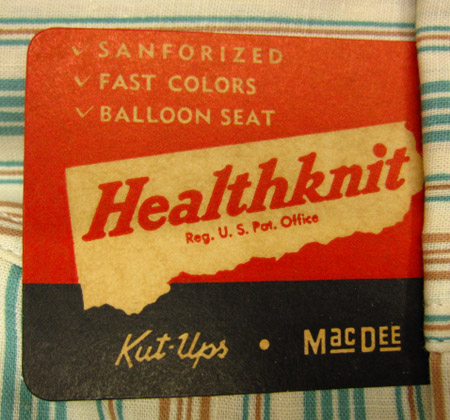 ✓ SANFORIZED
✓ FAST COLORS
✓ BALLOON SEAT
Healthknit
Reg. U. S. Pat. Office
Kut-Ups • MacDEE